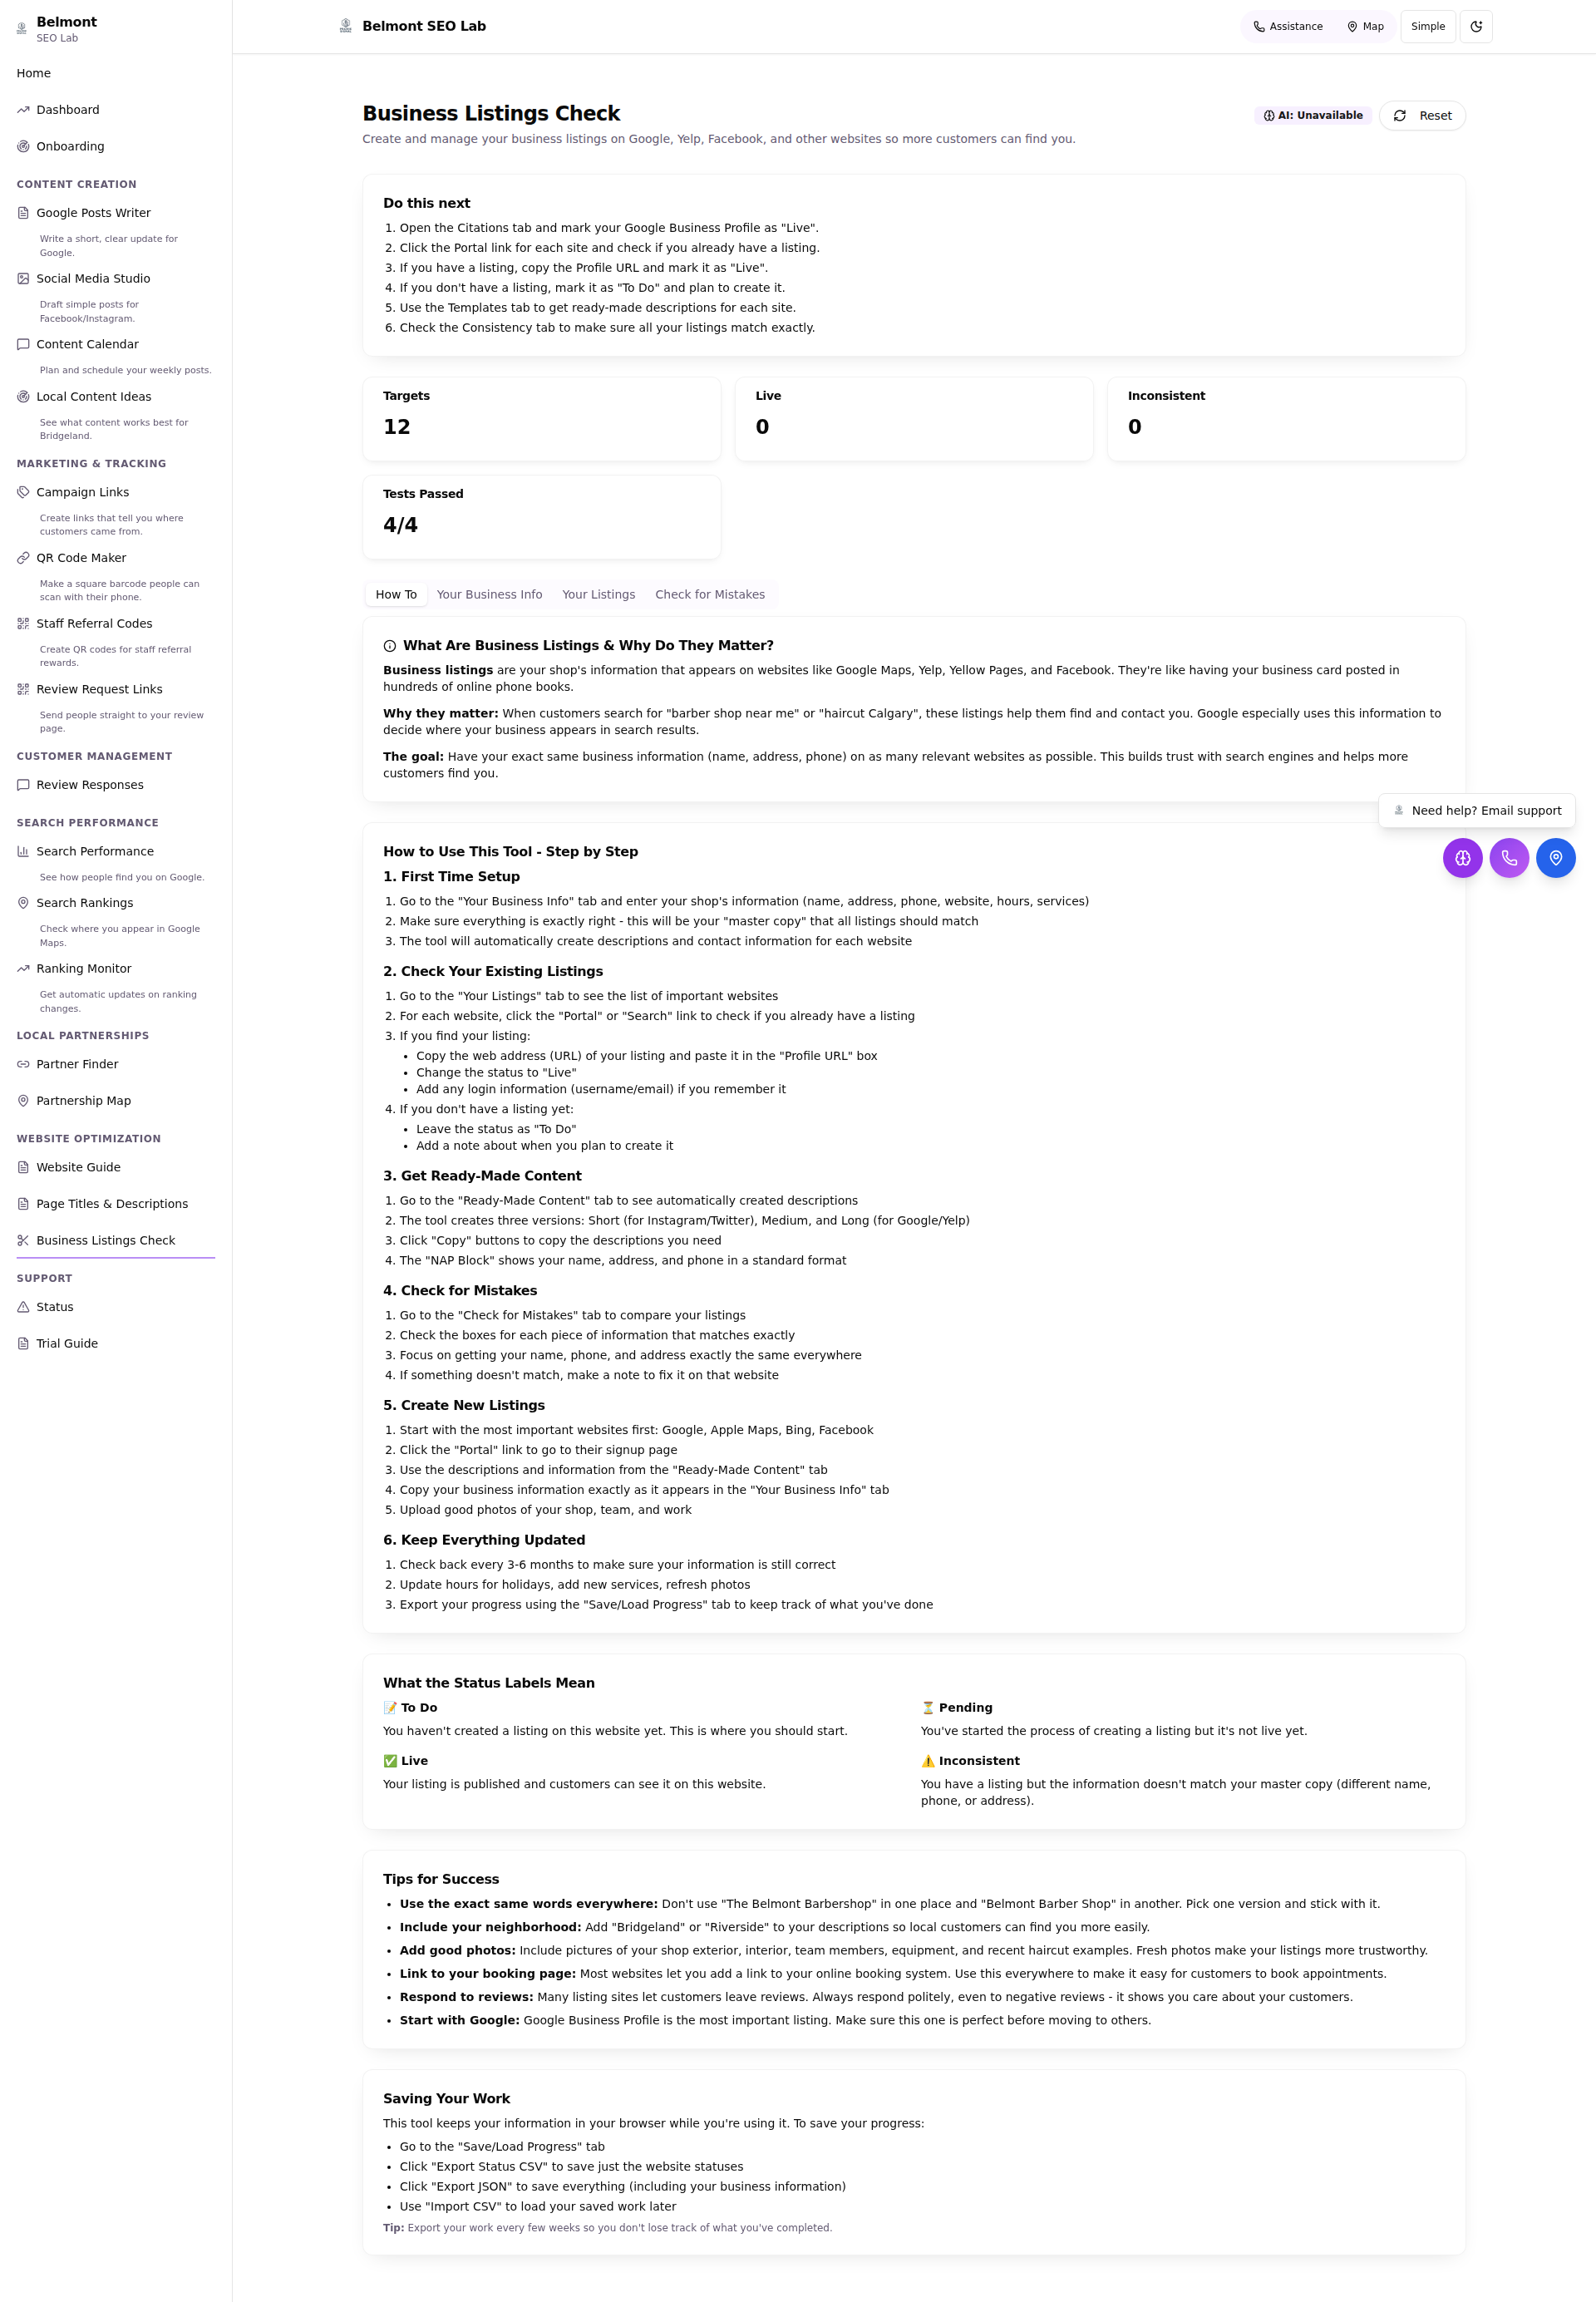 Belmont
SEO Lab
Home
Dashboard
Onboarding
CONTENT CREATION
Google Posts Writer
Write a short, clear update for
Google.
Social Media Studio
Draft simple posts for
Facebook/Instagram.
Content Calendar
Plan and schedule your weekly posts.
Local Content Ideas
See what content works best for
Bridgeland.
MARKETING & TRACKING
Campaign Links
Create links that tell you where
customers came from.
QR Code Maker
Make a square barcode people can
scan with their phone.
Staff Referral Codes
Create QR codes for staff referral
rewards.
Review Request Links
Send people straight to your review
page.
CUSTOMER MANAGEMENT
Review Responses
SEARCH PERFORMANCE
Search Performance
See how people find you on Google.
Search Rankings
Check where you appear in Google
Maps.
Ranking Monitor
Get automatic updates on ranking
changes.
LOCAL PARTNERSHIPS
Partner Finder
Partnership Map
WEBSITE OPTIMIZATION
Website Guide
Page Titles & Descriptions
Business Listings Check
SUPPORT
Status
Trial Guide
Belmont SEO Lab
Assistance
Map
Simple
Business Listings Check
Create and manage your business listings on Google, Yelp, Facebook, and other websites so more customers can find you.
AI: Unavailable
Reset
Do this next
1. Open the Citations tab and mark your Google Business Profile as "Live".
2. Click the Portal link for each site and check if you already have a listing.
3. If you have a listing, copy the Profile URL and mark it as "Live".
4. If you don't have a listing, mark it as "To Do" and plan to create it.
5. Use the Templates tab to get ready-made descriptions for each site.
6. Check the Consistency tab to make sure all your listings match exactly.
Targets
12
Live
0
Inconsistent
0
Tests Passed
4/4
How To
Your Business Info
Your Listings
Check for Mistakes
What Are Business Listings & Why Do They Matter?
Business listings are your shop's information that appears on websites like Google Maps, Yelp, Yellow Pages, and Facebook. They're like having your business card posted in
hundreds of online phone books.
Why they matter: When customers search for "barber shop near me" or "haircut Calgary", these listings help them find and contact you. Google especially uses this information to
decide where your business appears in search results.
The goal: Have your exact same business information (name, address, phone) on as many relevant websites as possible. This builds trust with search engines and helps more
customers find you.
Need help? Email support
How to Use This Tool - Step by Step
1. First Time Setup
1. Go to the "Your Business Info" tab and enter your shop's information (name, address, phone, website, hours, services)
2. Make sure everything is exactly right - this will be your "master copy" that all listings should match
3. The tool will automatically create descriptions and contact information for each website
2. Check Your Existing Listings
1. Go to the "Your Listings" tab to see the list of important websites
2. For each website, click the "Portal" or "Search" link to check if you already have a listing
3. If you find your listing:
• Copy the web address (URL) of your listing and paste it in the "Profile URL" box
• Change the status to "Live"
• Add any login information (username/email) if you remember it
4. If you don't have a listing yet:
• Leave the status as "To Do"
• Add a note about when you plan to create it
3. Get Ready-Made Content
1. Go to the "Ready-Made Content" tab to see automatically created descriptions
2. The tool creates three versions: Short (for Instagram/Twitter), Medium, and Long (for Google/Yelp)
3. Click "Copy" buttons to copy the descriptions you need
4. The "NAP Block" shows your name, address, and phone in a standard format
4. Check for Mistakes
1. Go to the "Check for Mistakes" tab to compare your listings
2. Check the boxes for each piece of information that matches exactly
3. Focus on getting your name, phone, and address exactly the same everywhere
4. If something doesn't match, make a note to fix it on that website
5. Create New Listings
1. Start with the most important websites first: Google, Apple Maps, Bing, Facebook
2. Click the "Portal" link to go to their signup page
3. Use the descriptions and information from the "Ready-Made Content" tab
4. Copy your business information exactly as it appears in the "Your Business Info" tab
5. Upload good photos of your shop, team, and work
6. Keep Everything Updated
1. Check back every 3-6 months to make sure your information is still correct
2. Update hours for holidays, add new services, refresh photos
3. Export your progress using the "Save/Load Progress" tab to keep track of what you've done
What the Status Labels Mean
📝 To Do
You haven't created a listing on this website yet. This is where you should start.
⏳ Pending
You've started the process of creating a listing but it's not live yet.
✅ Live
Your listing is published and customers can see it on this website.
⚠️ Inconsistent
You have a listing but the information doesn't match your master copy (different name,
phone, or address).
Tips for Success
• Use the exact same words everywhere: Don't use "The Belmont Barbershop" in one place and "Belmont Barber Shop" in another. Pick one version and stick with it.
• Include your neighborhood: Add "Bridgeland" or "Riverside" to your descriptions so local customers can find you more easily.
• Add good photos: Include pictures of your shop exterior, interior, team members, equipment, and recent haircut examples. Fresh photos make your listings more trustworthy.
• Link to your booking page: Most websites let you add a link to your online booking system. Use this everywhere to make it easy for customers to book appointments.
• Respond to reviews: Many listing sites let customers leave reviews. Always respond politely, even to negative reviews - it shows you care about your customers.
• Start with Google: Google Business Profile is the most important listing. Make sure this one is perfect before moving to others.
Saving Your Work
This tool keeps your information in your browser while you're using it. To save your progress:
• Go to the "Save/Load Progress" tab
• Click "Export Status CSV" to save just the website statuses
• Click "Export JSON" to save everything (including your business information)
• Use "Import CSV" to load your saved work later
Tip: Export your work every few weeks so you don't lose track of what you've completed.